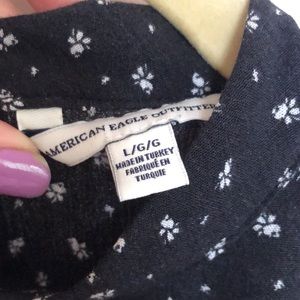 AMERICAN EAGLE OUTFITTERS
L/G/G
MADE IN TURKEY
FABRIQUÉ EN
TURQUIE